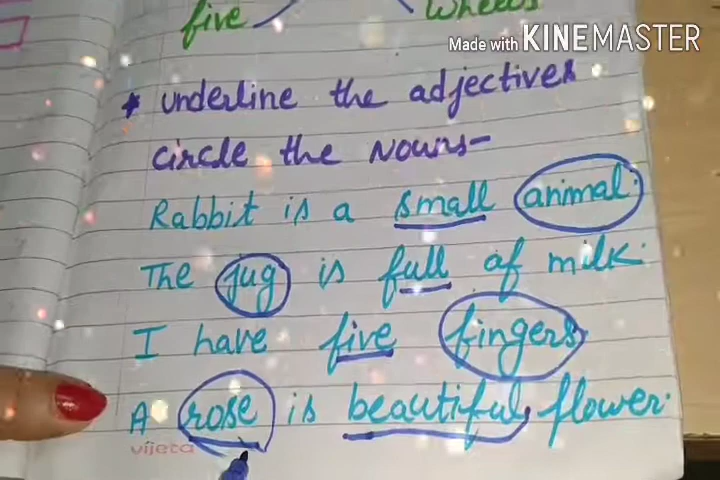 five wheels
Made with KINEMASTER
* underline the adjectives
circle the Nouns-
Rabbit is a small animal.
The jug is full of milk.
I have five fingers
A rose is beautiful flower.
vijeta